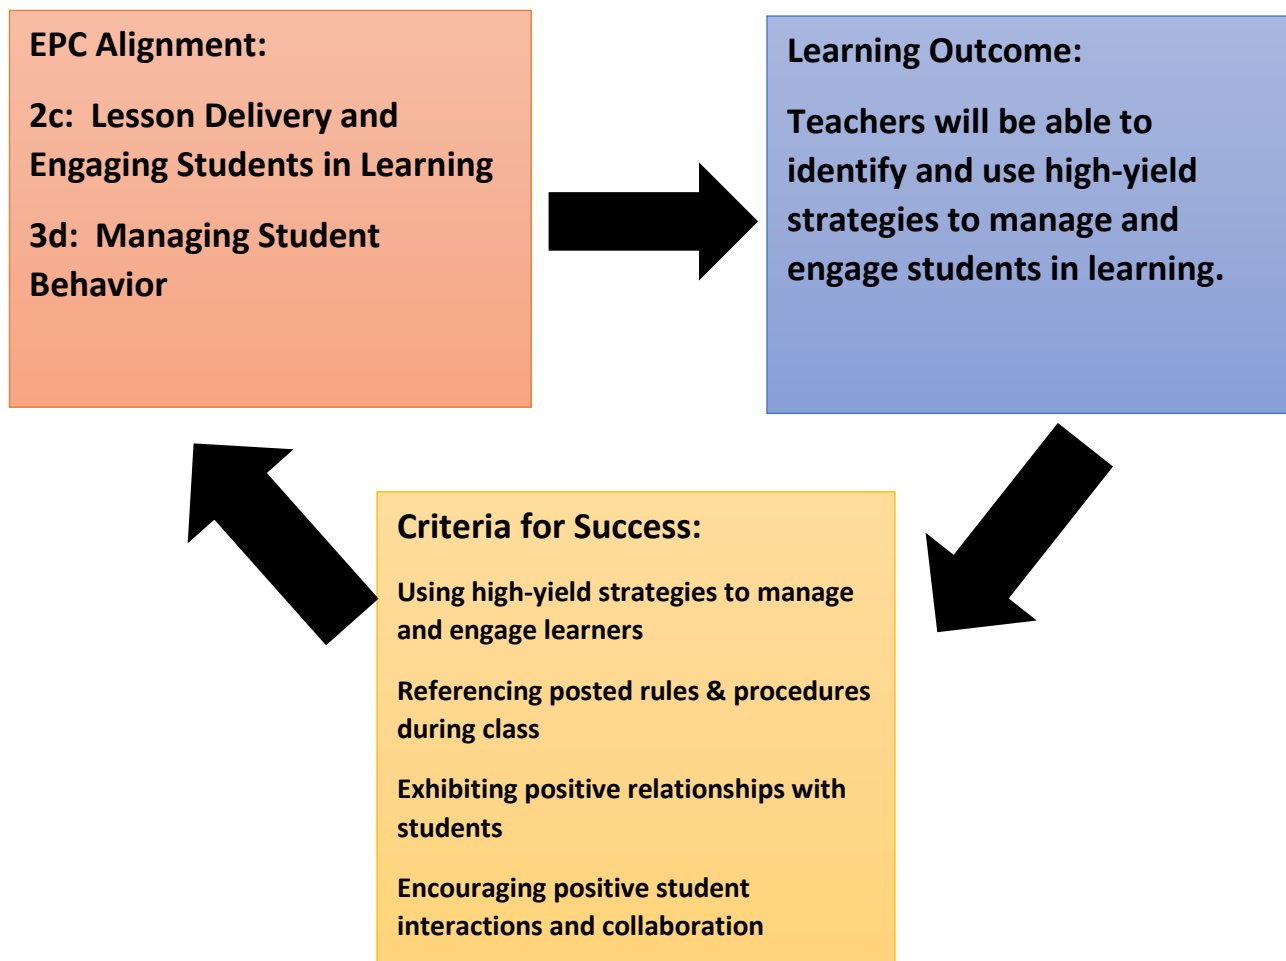 EPC Alignment:
2c:  Lesson Delivery and
Engaging Students in Learning
3d:  Managing Student
Behavior
Learning Outcome:
Teachers will be able to
identify and use high-yield
strategies to manage and
engage students in learning.
Criteria for Success:
Using high-yield strategies to manage
and engage learners
Referencing posted rules & procedures
during class
Exhibiting positive relationships with
students
Encouraging positive student
interactions and collaboration